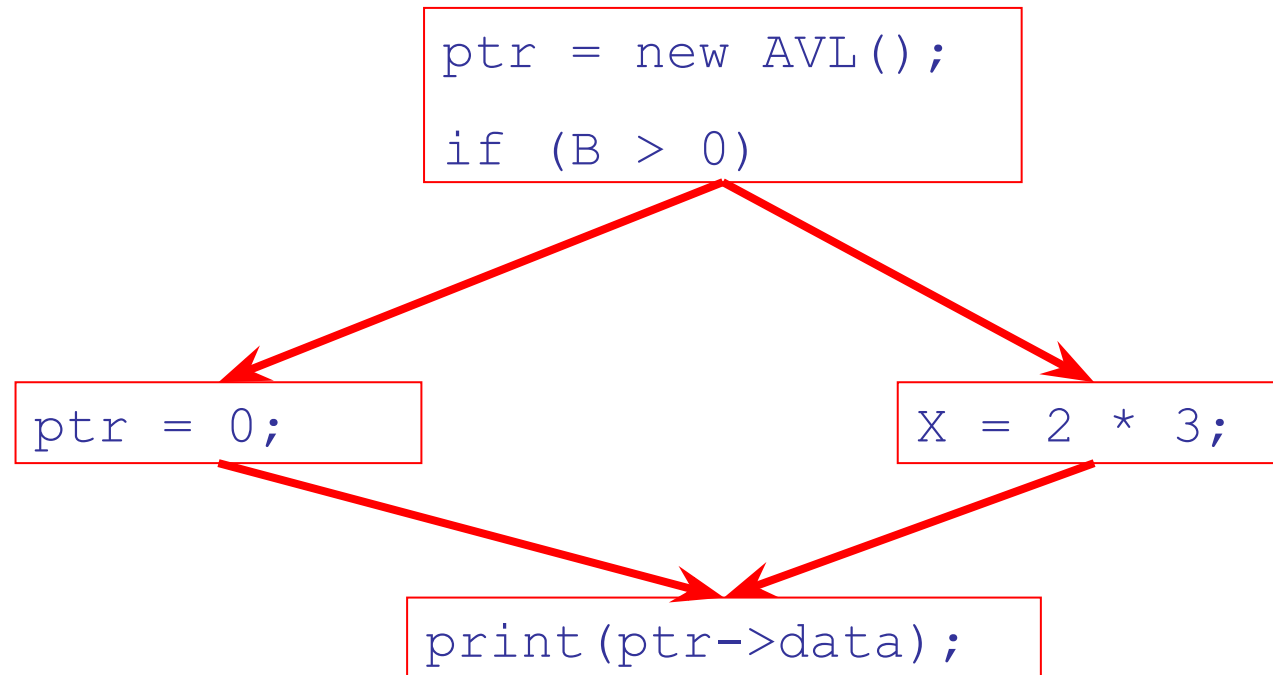 ptr = new AVL();
if (B > 0)
ptr = 0;
X = 2 * 3;
print(ptr->data);